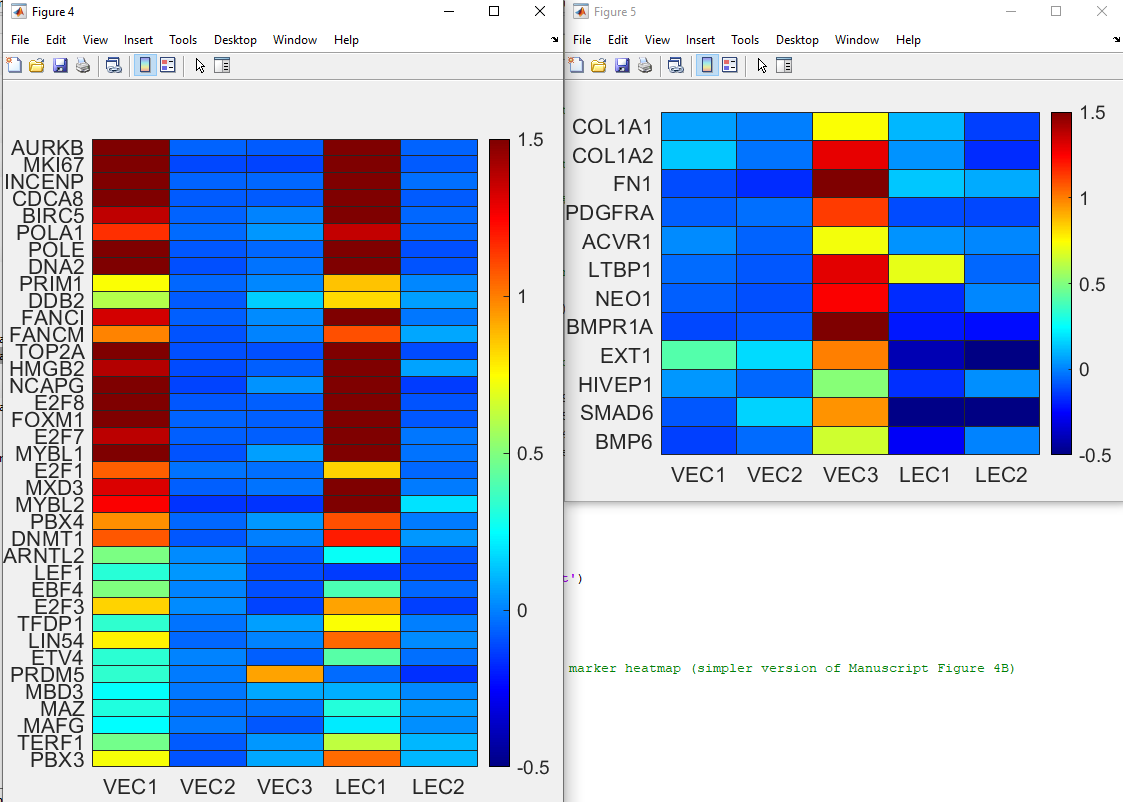 Figure 4
File Edit View Insert Tools Desktop Window Help
AURKB
MKI67
INCENP
CDCA8
BIRC5
POLA1
POLE
DNA2
PRIM1
DDB2
FANCI
FANCM
TOP2A
HMGB2
NCAPG
E2F8
FOXM1
E2F7
MYBL1
E2F1
MXD3
MYBL2
PBX4
DNMT1
ARNTL2
LEF1
EBF4
E2F3
TFDP1
LIN54
ETV4
PRDM5
MBD3
MAZ
MAFG
TERF1
PBX3
VEC1 VEC2 VEC3 LEC1 LEC2
1.5
1
0.5
0
-0.5
Figure 5
File Edit View Insert Tools Desktop Window Help
COL1A1
COL1A2
FN1
PDGFRA
ACVR1
LTBP1
NEO1
BMPR1A
EXT1
HIVEP1
SMAD6
BMP6
VEC1 VEC2 VEC3 LEC1 LEC2
1.5
1
0.5
0
-0.5
')
marker heatmap (simpler version of Manuscript Figure 4B)